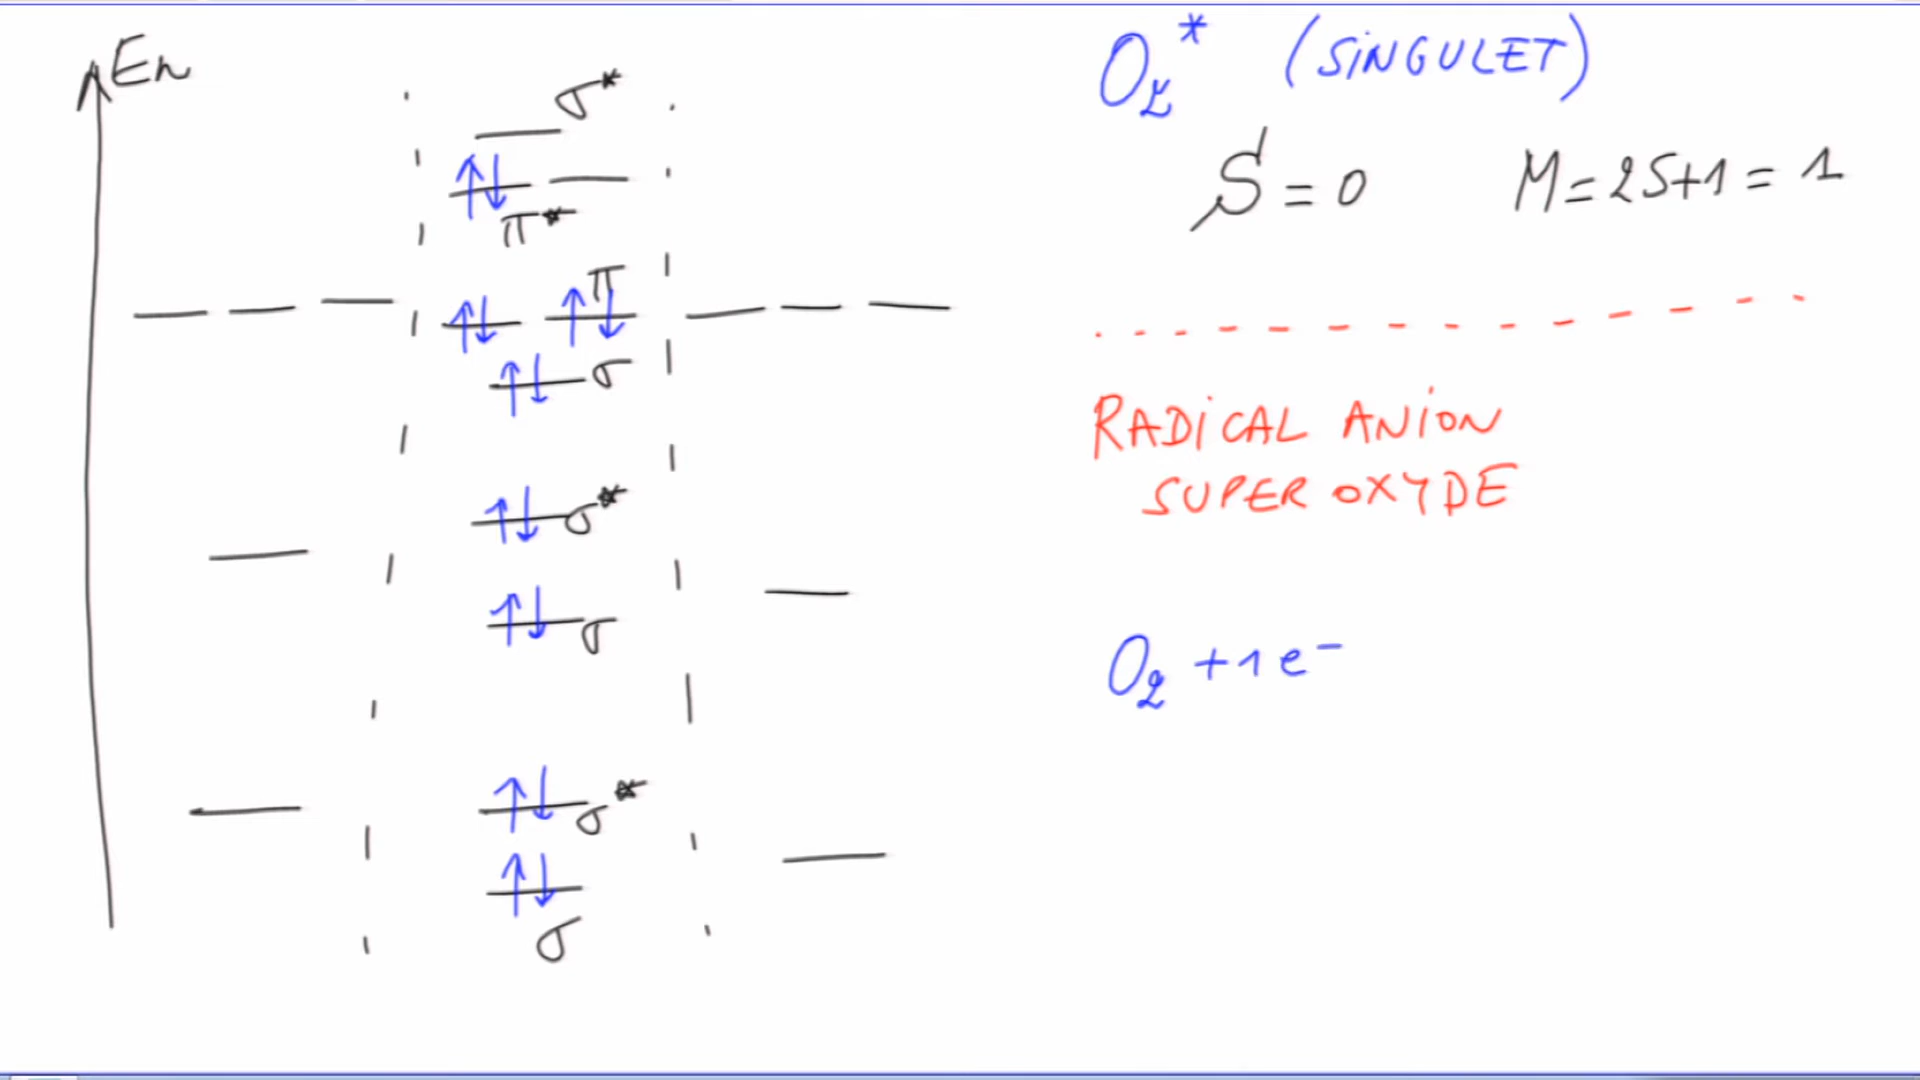 En
σ*
π*
π
σ
σ*
σ
σ*
σ
O₂* (SINGULET)
S = 0 M = 2S+1 = 1
RADICAL ANION
SUPER OXYDE
O₂ + 1 e⁻